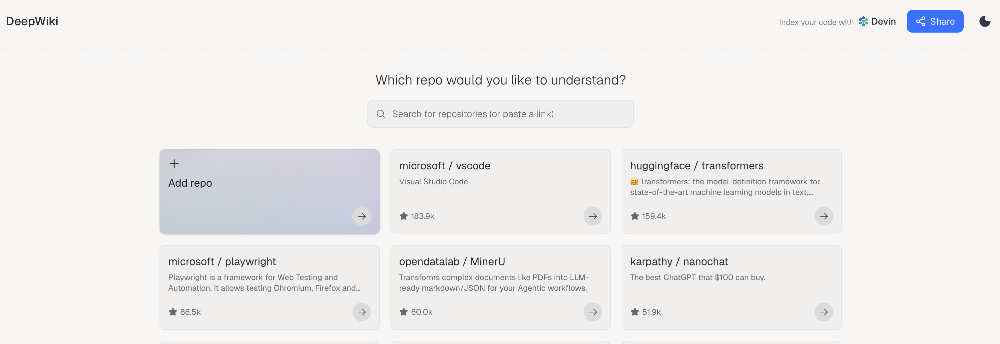 DeepWiki
Index your code with Devin
Share
Which repo would you like to understand?
Search for repositories (or paste a link)
Add repo
microsoft / vscode
Visual Studio Code
183.9k
huggingface / transformers
🤗 Transformers: the model-definition framework for
state-of-the-art machine learning models in text,...
159.4k
microsoft / playwright
Playwright is a framework for Web Testing and
Automation. It allows testing Chromium, Firefox and...
86.5k
opendatalab / MinerU
Transforms complex documents like PDFs into LLM-
ready markdown/JSON for your Agentic workflows.
60.0k
karpathy / nanochat
The best ChatGPT that $100 can buy.
51.9k